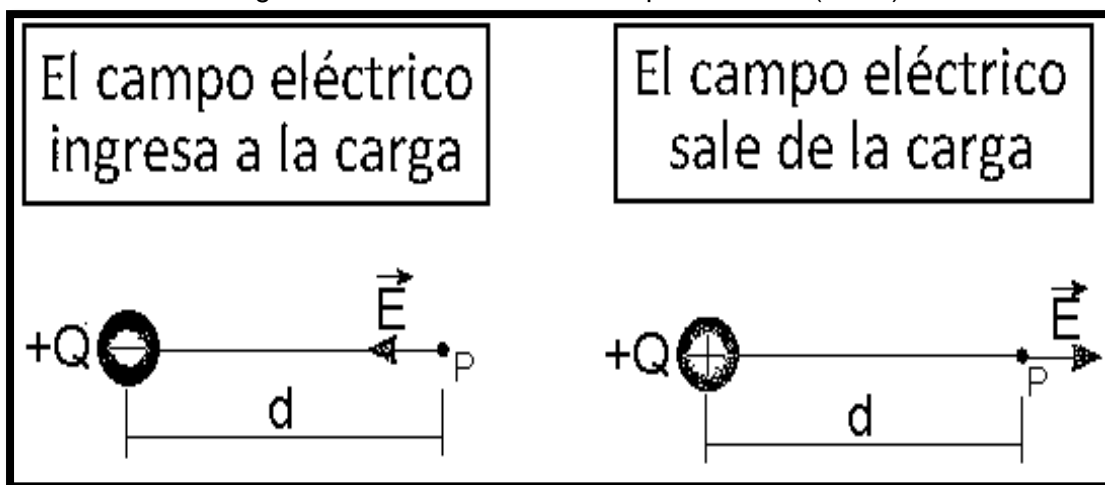 El campo eléctrico
ingresa a la carga
El campo eléctrico
sale de la carga
+Q
E
P
d
+Q
E
P
d